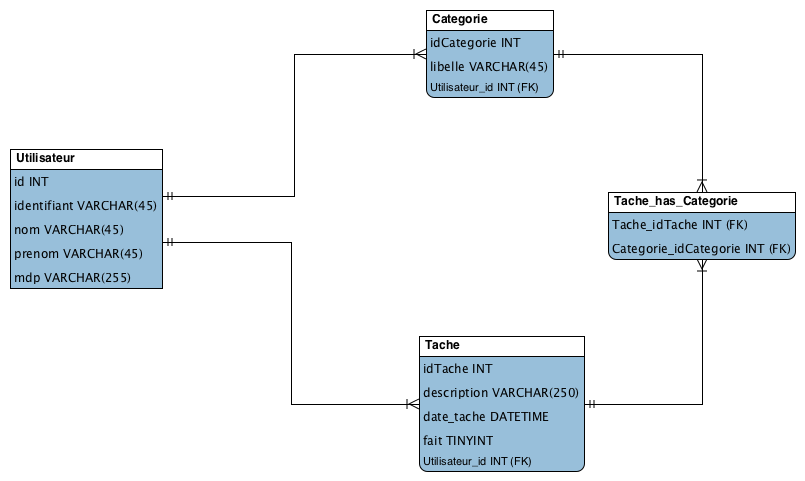 Categorie
idCategorie INT
libelle VARCHAR(45)
Utilisateur_id INT (FK)
Utilisateur
id INT
identifiant VARCHAR(45)
nom VARCHAR(45)
prenom VARCHAR(45)
mdp VARCHAR(255)
Tache_has_Categorie
Tache_idTache INT (FK)
Categorie_idCategorie INT (FK)
Tache
idTache INT
description VARCHAR(250)
date_tache DATETIME
fait TINYINT
Utilisateur_id INT (FK)